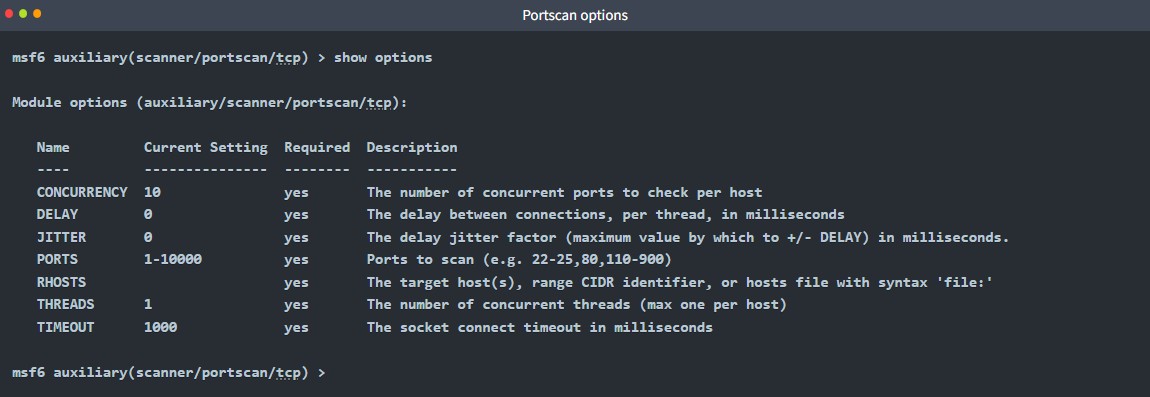 Portscan options
msf6 auxiliary(scanner/portscan/tcp) > show options
Module options (auxiliary/scanner/portscan/tcp):
Name Current Setting Required Description
---- --------------- -------- -----------
CONCURRENCY 10 yes The number of concurrent ports to check per host
DELAY 0 yes The delay between connections, per thread, in milliseconds
JITTER 0 yes The delay jitter factor (maximum value by which to +/- DELAY) in milliseconds.
PORTS 1-10000 yes Ports to scan (e.g. 22-25,80,110-900)
RHOSTS yes The target host(s), range CIDR identifier, or hosts file with syntax 'file:'
THREADS 1 yes The number of concurrent threads (max one per host)
TIMEOUT 1000 yes The socket connect timeout in milliseconds
msf6 auxiliary(scanner/portscan/tcp) >